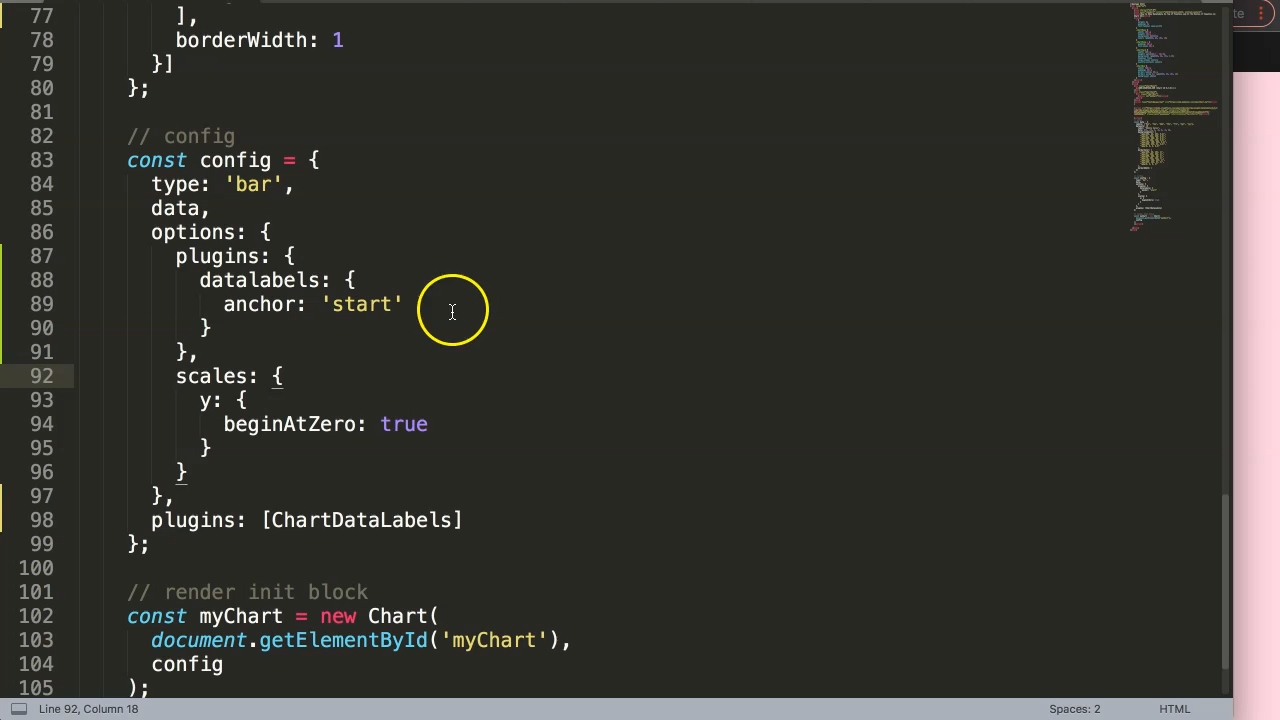 77 ],
78 borderWidth: 1
79 }]
80 };
81
82 // config
83 const config = {
84 type: 'bar',
85 data,
86 options: {
87 plugins: {
88 datalabels: {
89 anchor: 'start'
90 }
91 },
92 scales: {
93 y: {
94 beginAtZero: true
95 }
96 }
97 },
98 plugins: [ChartDataLabels]
99 };
100
101 // render init block
102 const myChart = new Chart(
103 document.getElementById('myChart'),
104 config
105 );
Line 92, Column 18 Spaces: 2 HTML